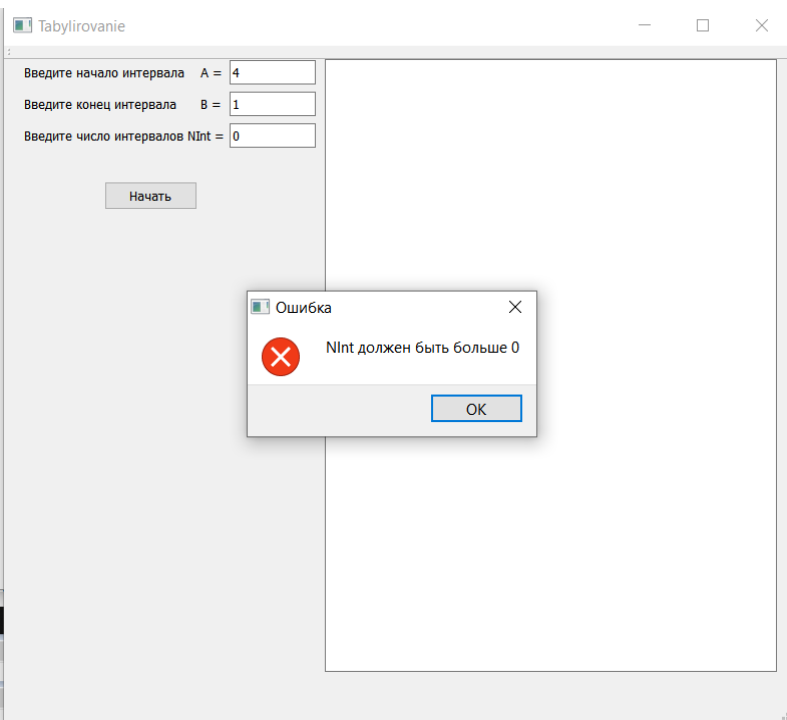 Tabylirovanie
Введите начало интервала A = 4
Введите конец интервала B = 1
Введите число интервалов NInt = 0
Начать
Ошибка
NInt должен быть больше 0
OK